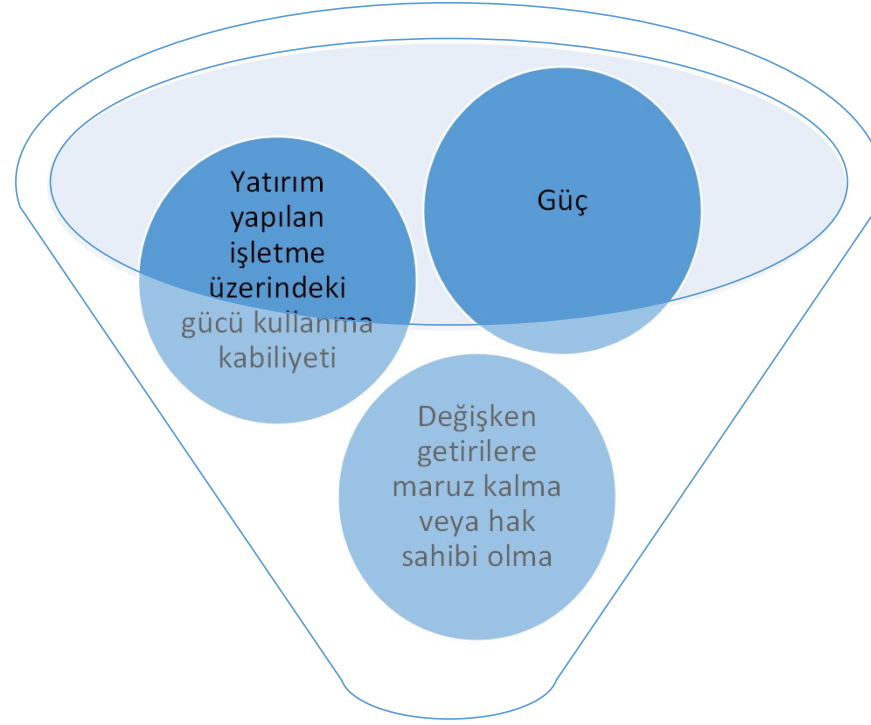 Yatırım
yapılan
işletme
üzerindeki
gücü kullanma
kabiliyeti
Güç
Değişken
getirilere
maruz kalma
veya hak
sahibi olma